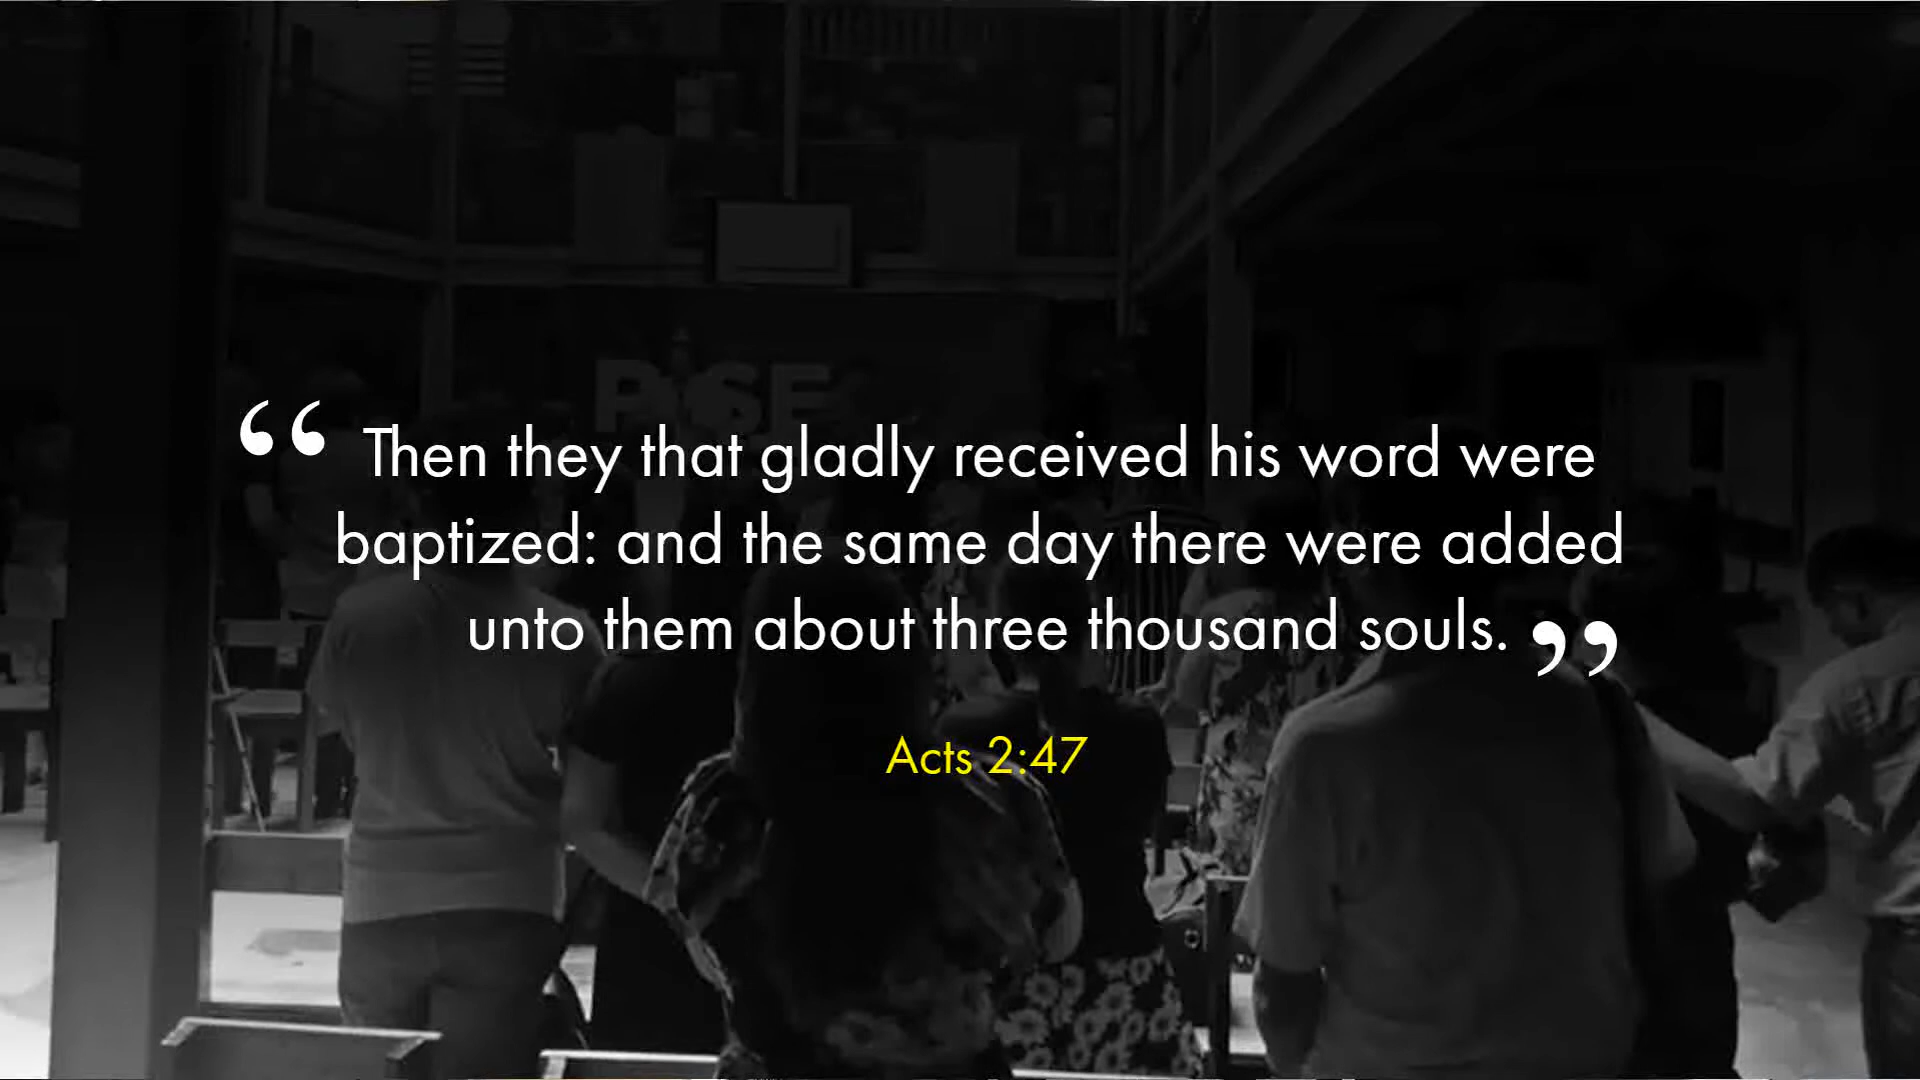 “Then they that gladly received his word were
baptized: and the same day there were added
unto them about three thousand souls.”
Acts 2:47